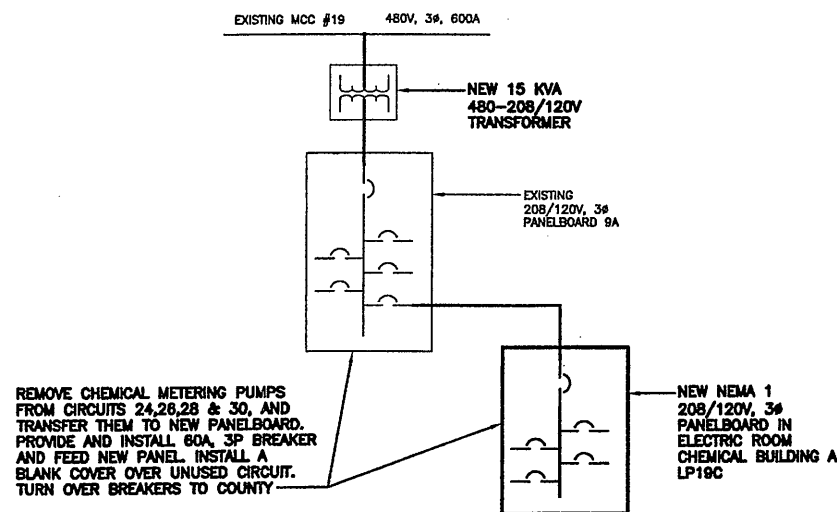 EXISTING MCC #19 480V, 3ø, 600A
NEW 15 KVA
480-208/120V
TRANSFORMER
EXISTING
208/120V, 3ø
PANELBOARD 9A
REMOVE CHEMICAL METERING PUMPS
FROM CIRCUITS 24,26,28 & 30, AND
TRANSFER THEM TO NEW PANELBOARD.
PROVIDE AND INSTALL 60A, 3P BREAKER
AND FEED NEW PANEL. INSTALL A
BLANK COVER OVER UNUSED CIRCUIT.
TURN OVER BREAKERS TO COUNTY
NEW NEMA 1
208/120V, 3ø
PANELBOARD IN
ELECTRIC ROOM
CHEMICAL BUILDING A
LP19C